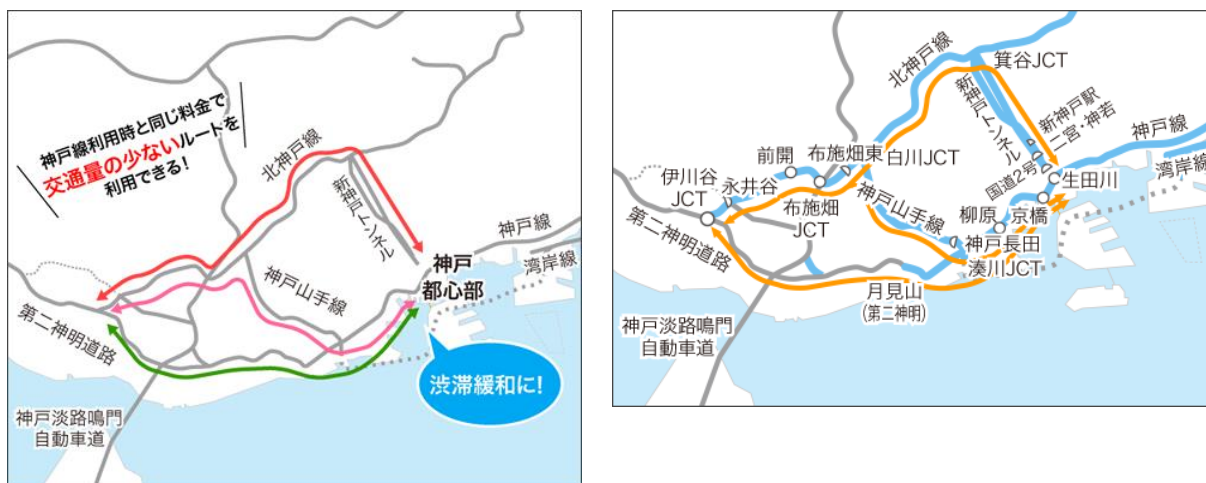 神戸線利用時と同じ料金で
交通量の少ないルートを
利用できる!
北神戸線
新神戸トンネル
神戸線
湾岸線
神戸
都心部
神戸山手線
第二神明道路
渋滞緩和に!
神戸淡路鳴門
自動車道
北神戸線
箕谷JCT
新神戸トンネル
新神戸駅
二宮・神若
国道2号
神戸線
湾岸線
生田川
前開
布施畑東
白川JCT
伊川谷
JCT
永井谷
布施畑
JCT
神戸山手線
柳原
京橋
神戸長田
湊川JCT
第二神明道路
月見山
(第二神明)
神戸淡路鳴門
自動車道